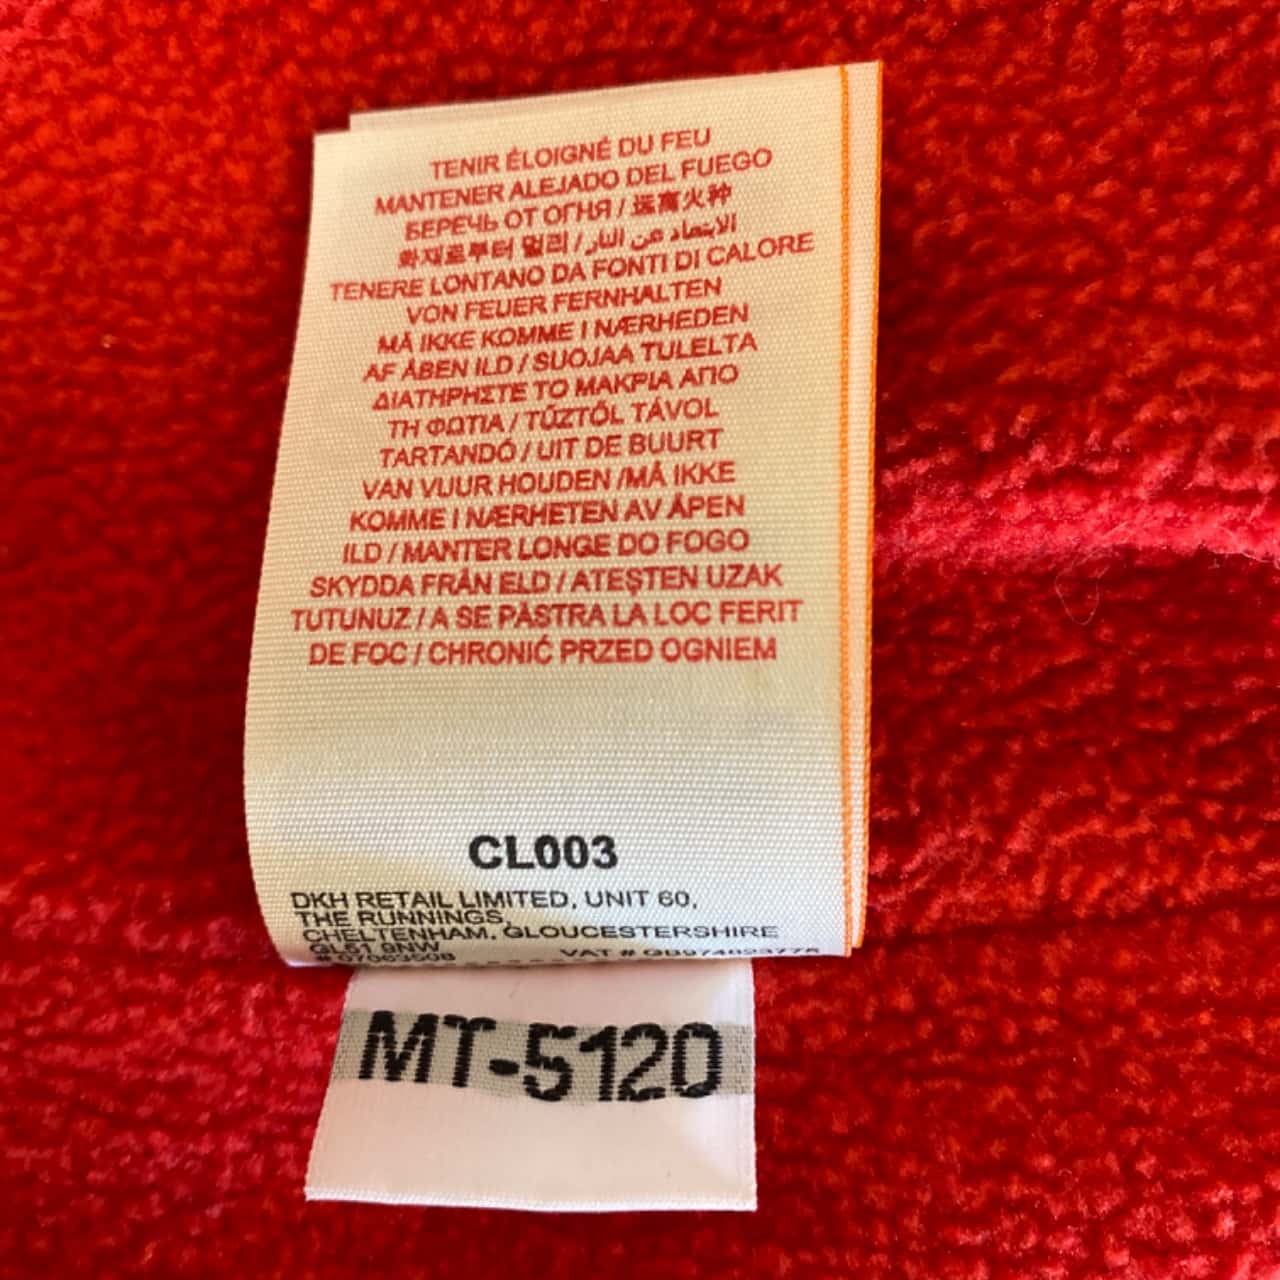 TENIR ÉLOIGNÉ DU FEU
MANTENER ALEJADO DEL FUEGO
БЕРЕЧЬ ОТ ОГНЯ / 远离火种
화재로부터 멀리 / الابتعاد عن النار
TENERE LONTANO DA FONTI DI CALORE
VON FEUER FERNHALTEN
MÅ IKKE KOMME I NÆRHEDEN
AF ÅBEN ILD / SUOJAA TULELTA
ΔΙΑΤΗΡΗΣΤΕ ΤΟ ΜΑΚΡΙΑ ΑΠΟ
ΤΗ ΦΩΤΙΑ / TŰZTŐL TÁVOL
TARTANDÓ / UIT DE BUURT
VAN VUUR HOUDEN /MÅ IKKE
KOMME I NÆRHETEN AV ÅPEN
ILD / MANTER LONGE DO FOGO
SKYDDA FRÅN ELD / ATEŞTEN UZAK
TUTUNUZ / A SE PĂSTRA LA LOC FERIT
DE FOC / CHRONIĆ PRZED OGNIEM
CL003
DKH RETAIL LIMITED, UNIT 60,
THE RUNNINGS,
CHELTENHAM, GLOUCESTERSHIRE
GL51 9NW
# 07063508 VAT # GB974823775
MT-5120